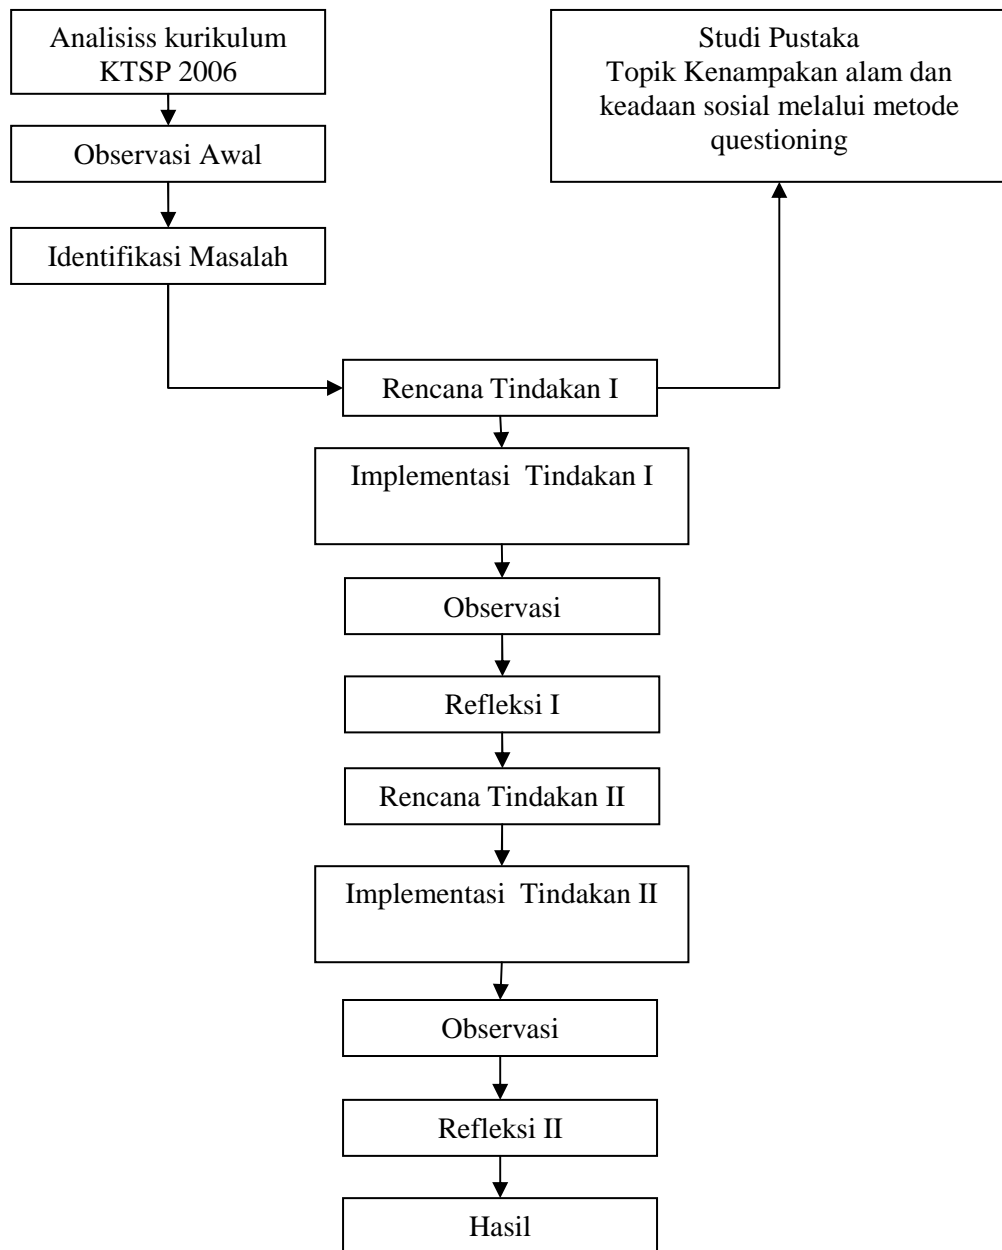 Analisiss kurikulum
KTSP 2006
Observasi Awal
Identifikasi Masalah
Studi Pustaka
Topik Kenampakan alam dan
keadaan sosial melalui metode
questioning
Rencana Tindakan I
Implementasi Tindakan I
Observasi
Refleksi I
Rencana Tindakan II
Implementasi Tindakan II
Observasi
Refleksi II
Hasil